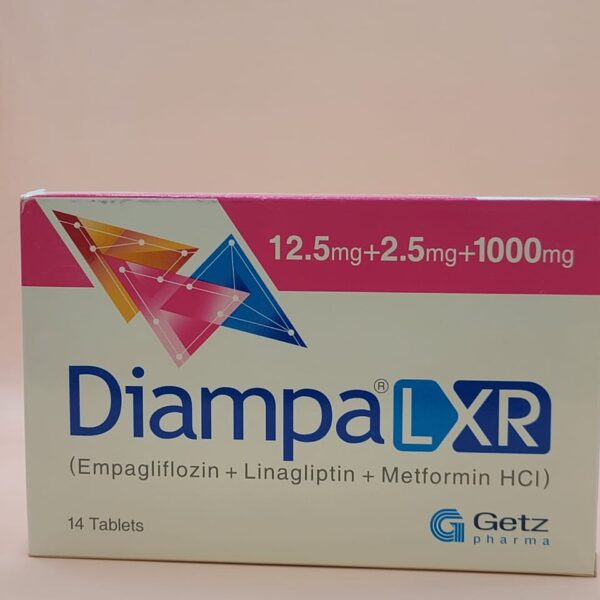 12.5mg+2.5mg+1000mg
Diampa® LXR
(Empagliflozin + Linagliptin + Metformin HCl)
14 Tablets
G Getz
pharma